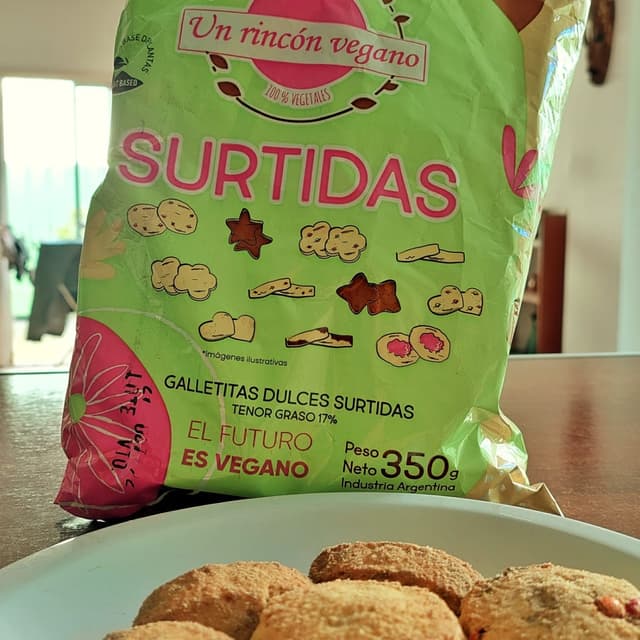 Un rincón vegano
100% VEGETALES
SURTIDAS
*imágenes ilustrativas
GALLETITAS DULCES SURTIDAS
TENOR GRASO 17%
EL FUTURO
ES VEGANO
Peso
Neto 350g
Industria Argentina